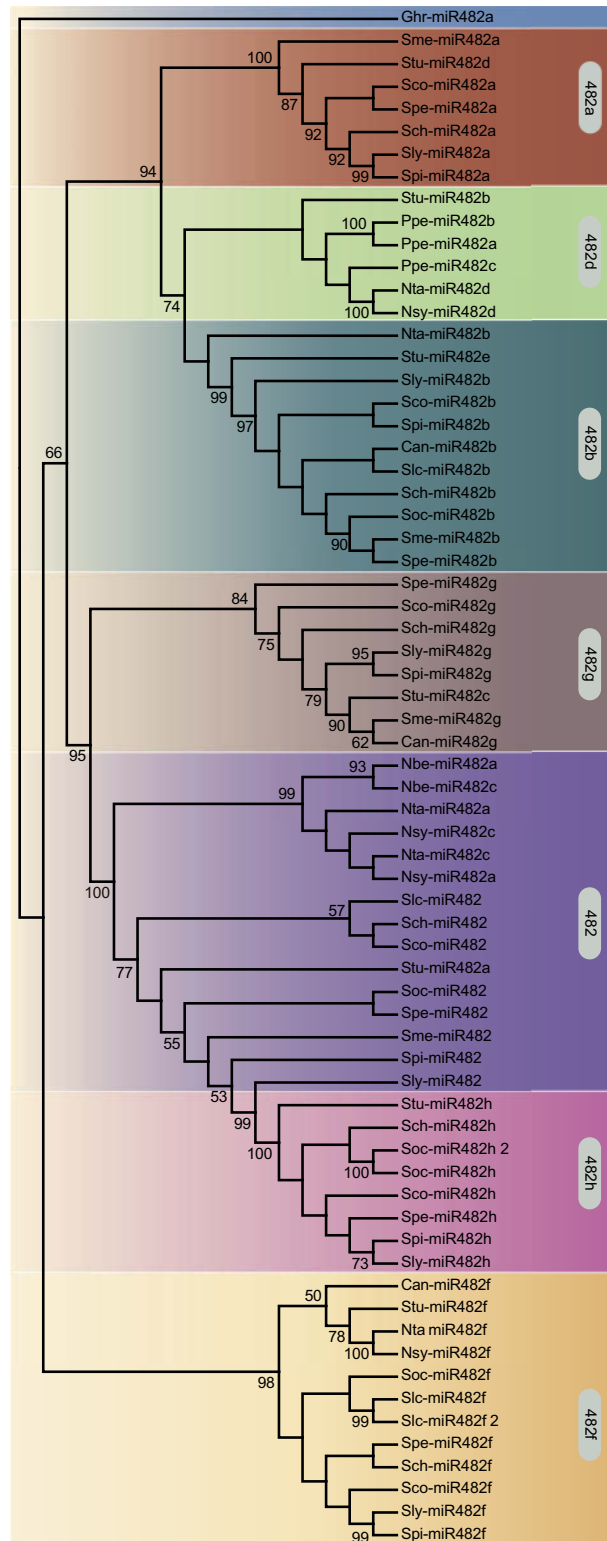 Ghr-miR482a
Sme-miR482a
100
Stu-miR482d
482a
Sco-miR482a
87
Spe-miR482a
Sch-miR482a
92
Sly-miR482a
92
94
Spi-miR482a
99
Stu-miR482b
Ppe-miR482b
100
Ppe-miR482a
482d
Ppe-miR482c
Nta-miR482d
74
Nsy-miR482d
100
Nta-miR482b
Stu-miR482e
Sly-miR482b
99
Sco-miR482b
97
Spi-miR482b
482b
Can-miR482b
66
Slc-miR482b
Sch-miR482b
Soc-miR482b
Sme-miR482b
90
Spe-miR482b
Spe-miR482g
84
Sco-miR482g
Sch-miR482g
75
Sly-miR482g
95
482g
Spi-miR482g
Stu-miR482c
79
Sme-miR482g
90
Can-miR482g
62
95
Nbe-miR482a
93
Nbe-miR482c
99
Nta-miR482a
Nsy-miR482c
Nta-miR482c
Nsy-miR482a
100
Slc-miR482
57
482
Sch-miR482
Sco-miR482
Stu-miR482a
77
Soc-miR482
Spe-miR482
55
Sme-miR482
Spi-miR482
Sly-miR482
53
Stu-miR482h
99
Sch-miR482h
Soc-miR482h 2
100
482h
Soc-miR482h
100
Sco-miR482h
Spe-miR482h
Spi-miR482h
Sly-miR482h
73
Can-miR482f
50
Stu-miR482f
Nta miR482f
78
Nsy-miR482f
100
Soc-miR482f
98
Slc-miR482f
Slc-miR482f 2
99
482f
Spe-miR482f
Sch-miR482f
Sco-miR482f
Sly-miR482f
Spi-miR482f
99